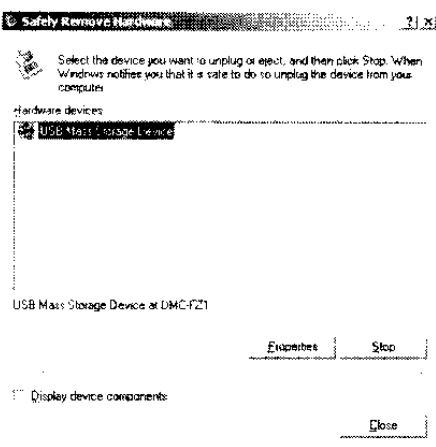 Safely Remove Hardware
Select the device you want to unplug or eject, and then click Stop. When
Windows notifies you that it is safe to do so unplug the device from your
computer
Hardware devices
USB Mass Storage Device
USB Mass Storage Device at DMC-FZ1
Properties
Stop
Display device components
Close